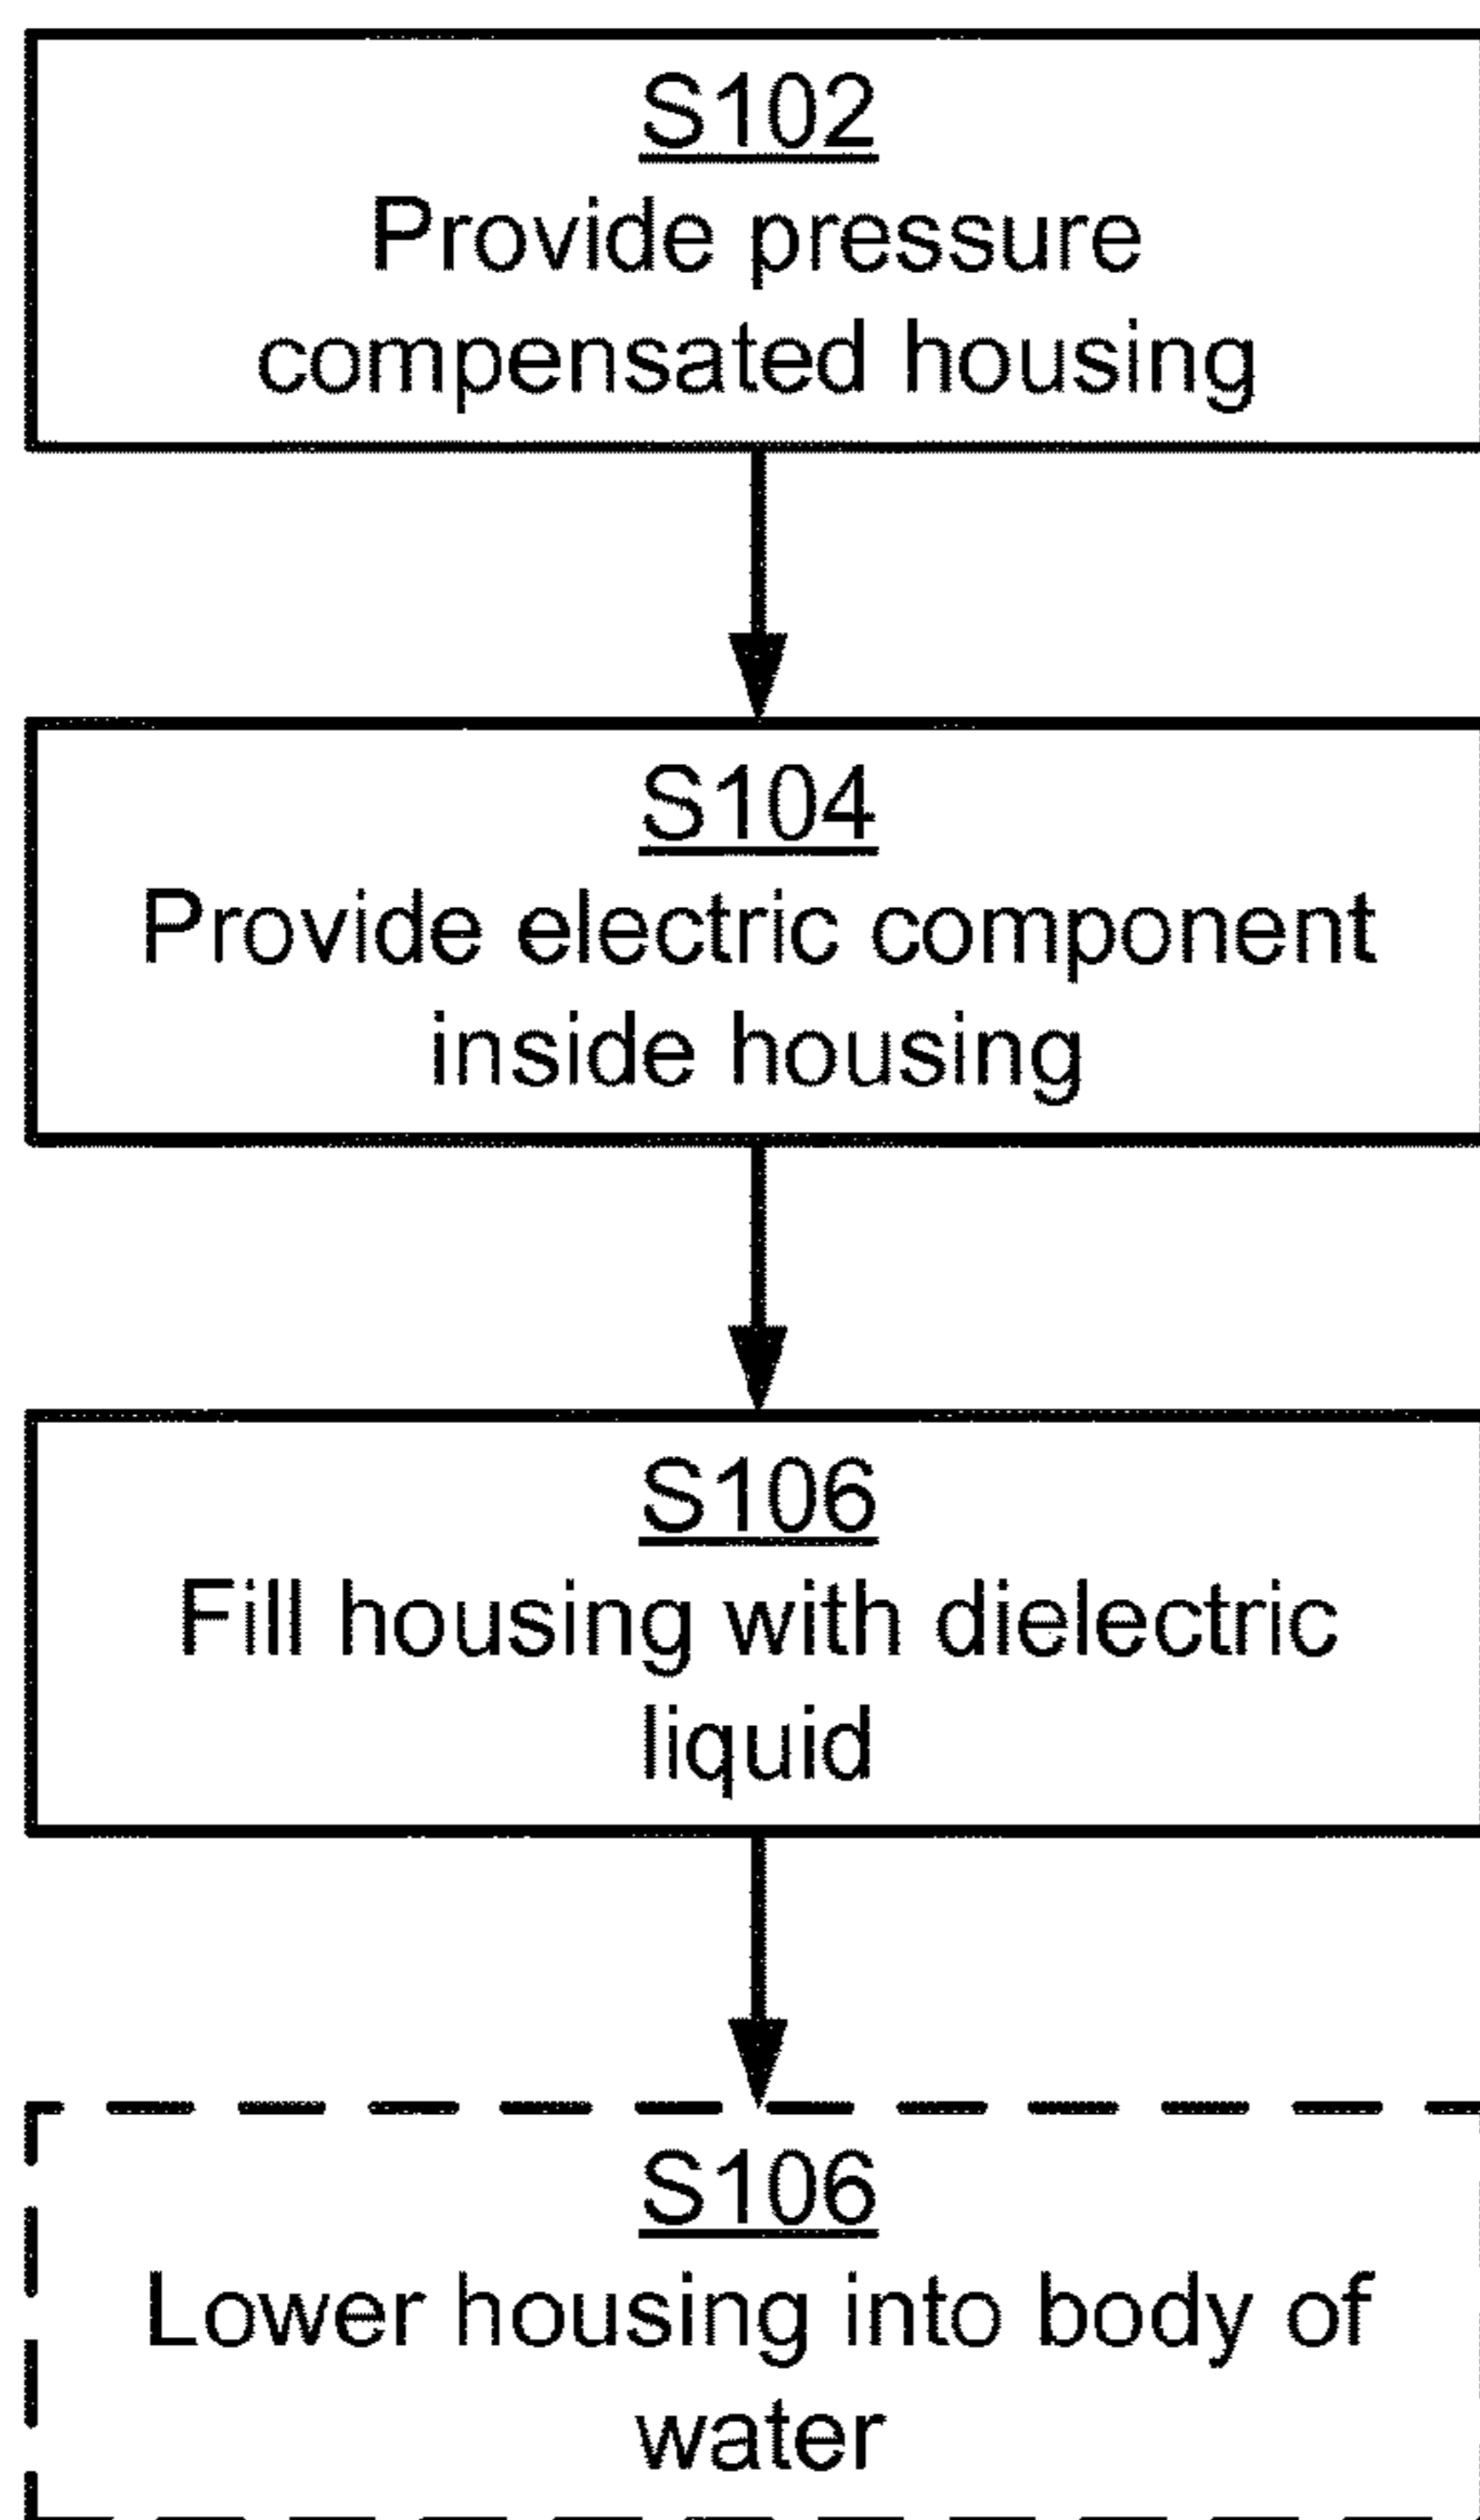 S102
Provide pressure
compensated housing
S104
Provide electric component
inside housing
S106
Fill housing with dielectric
liquid
S106
Lower housing into body of
water